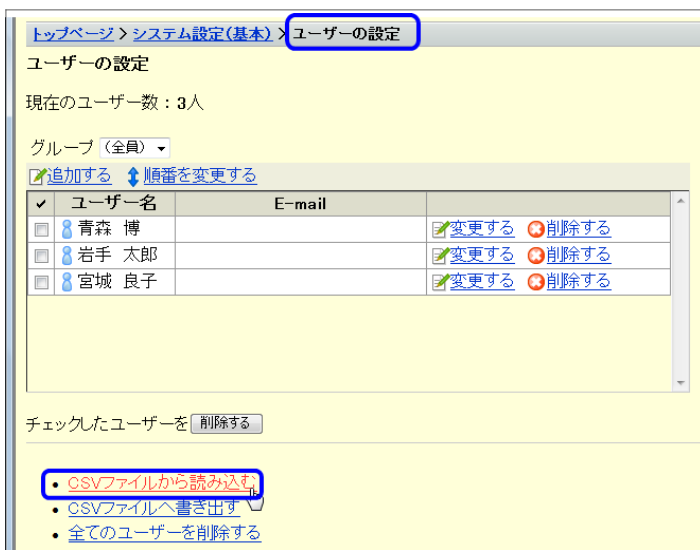 トップページ > システム設定(基本) > ユーザーの設定
ユーザーの設定
現在のユーザー数：3人
グループ (全員)
追加する 順番を変更する
ユーザー名 E-mail
青森 博 変更する 削除する
岩手 太郎 変更する 削除する
宮城 良子 変更する 削除する
チェックしたユーザーを 削除する
• CSVファイルから読み込む
• CSVファイルへ書き出す
• 全てのユーザーを削除する